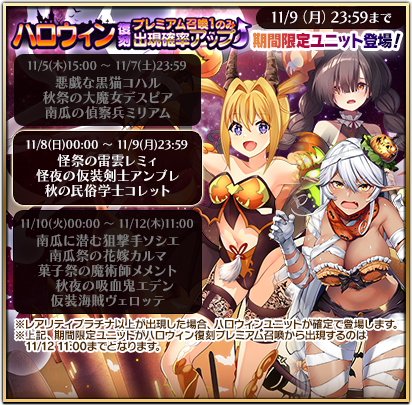 ハロウィン復刻 プレミアム召喚1のみ
出現確率アップ
11/9(月) 23:59まで
期間限定ユニット登場!
11/5(木)15:00 ~ 11/7(土)23:59
悪戯な黒猫コハル
秋祭の大魔女デスピア
南瓜の偵察兵ミリアム
11/8(日)00:00 ~ 11/9(月)23:59
怪祭の雷雲レミィ
怪夜の仮装剣士アンブレ
秋の民俗学士コレット
11/10(火)00:00 ~ 11/12(木)11:00
南瓜に潜む狙撃手ソシエ
南瓜祭の花嫁カルマ
菓子祭の魔術師メメント
秋夜の吸血鬼エデン
仮装海賊ヴェロッテ
※レアリティプラチナ以上が出現した場合、ハロウィンユニットが確定で登場します。
※上記、期間限定ユニットがハロウィン復刻プレミアム召喚から出現するのは
11/12 11:00までとなります。